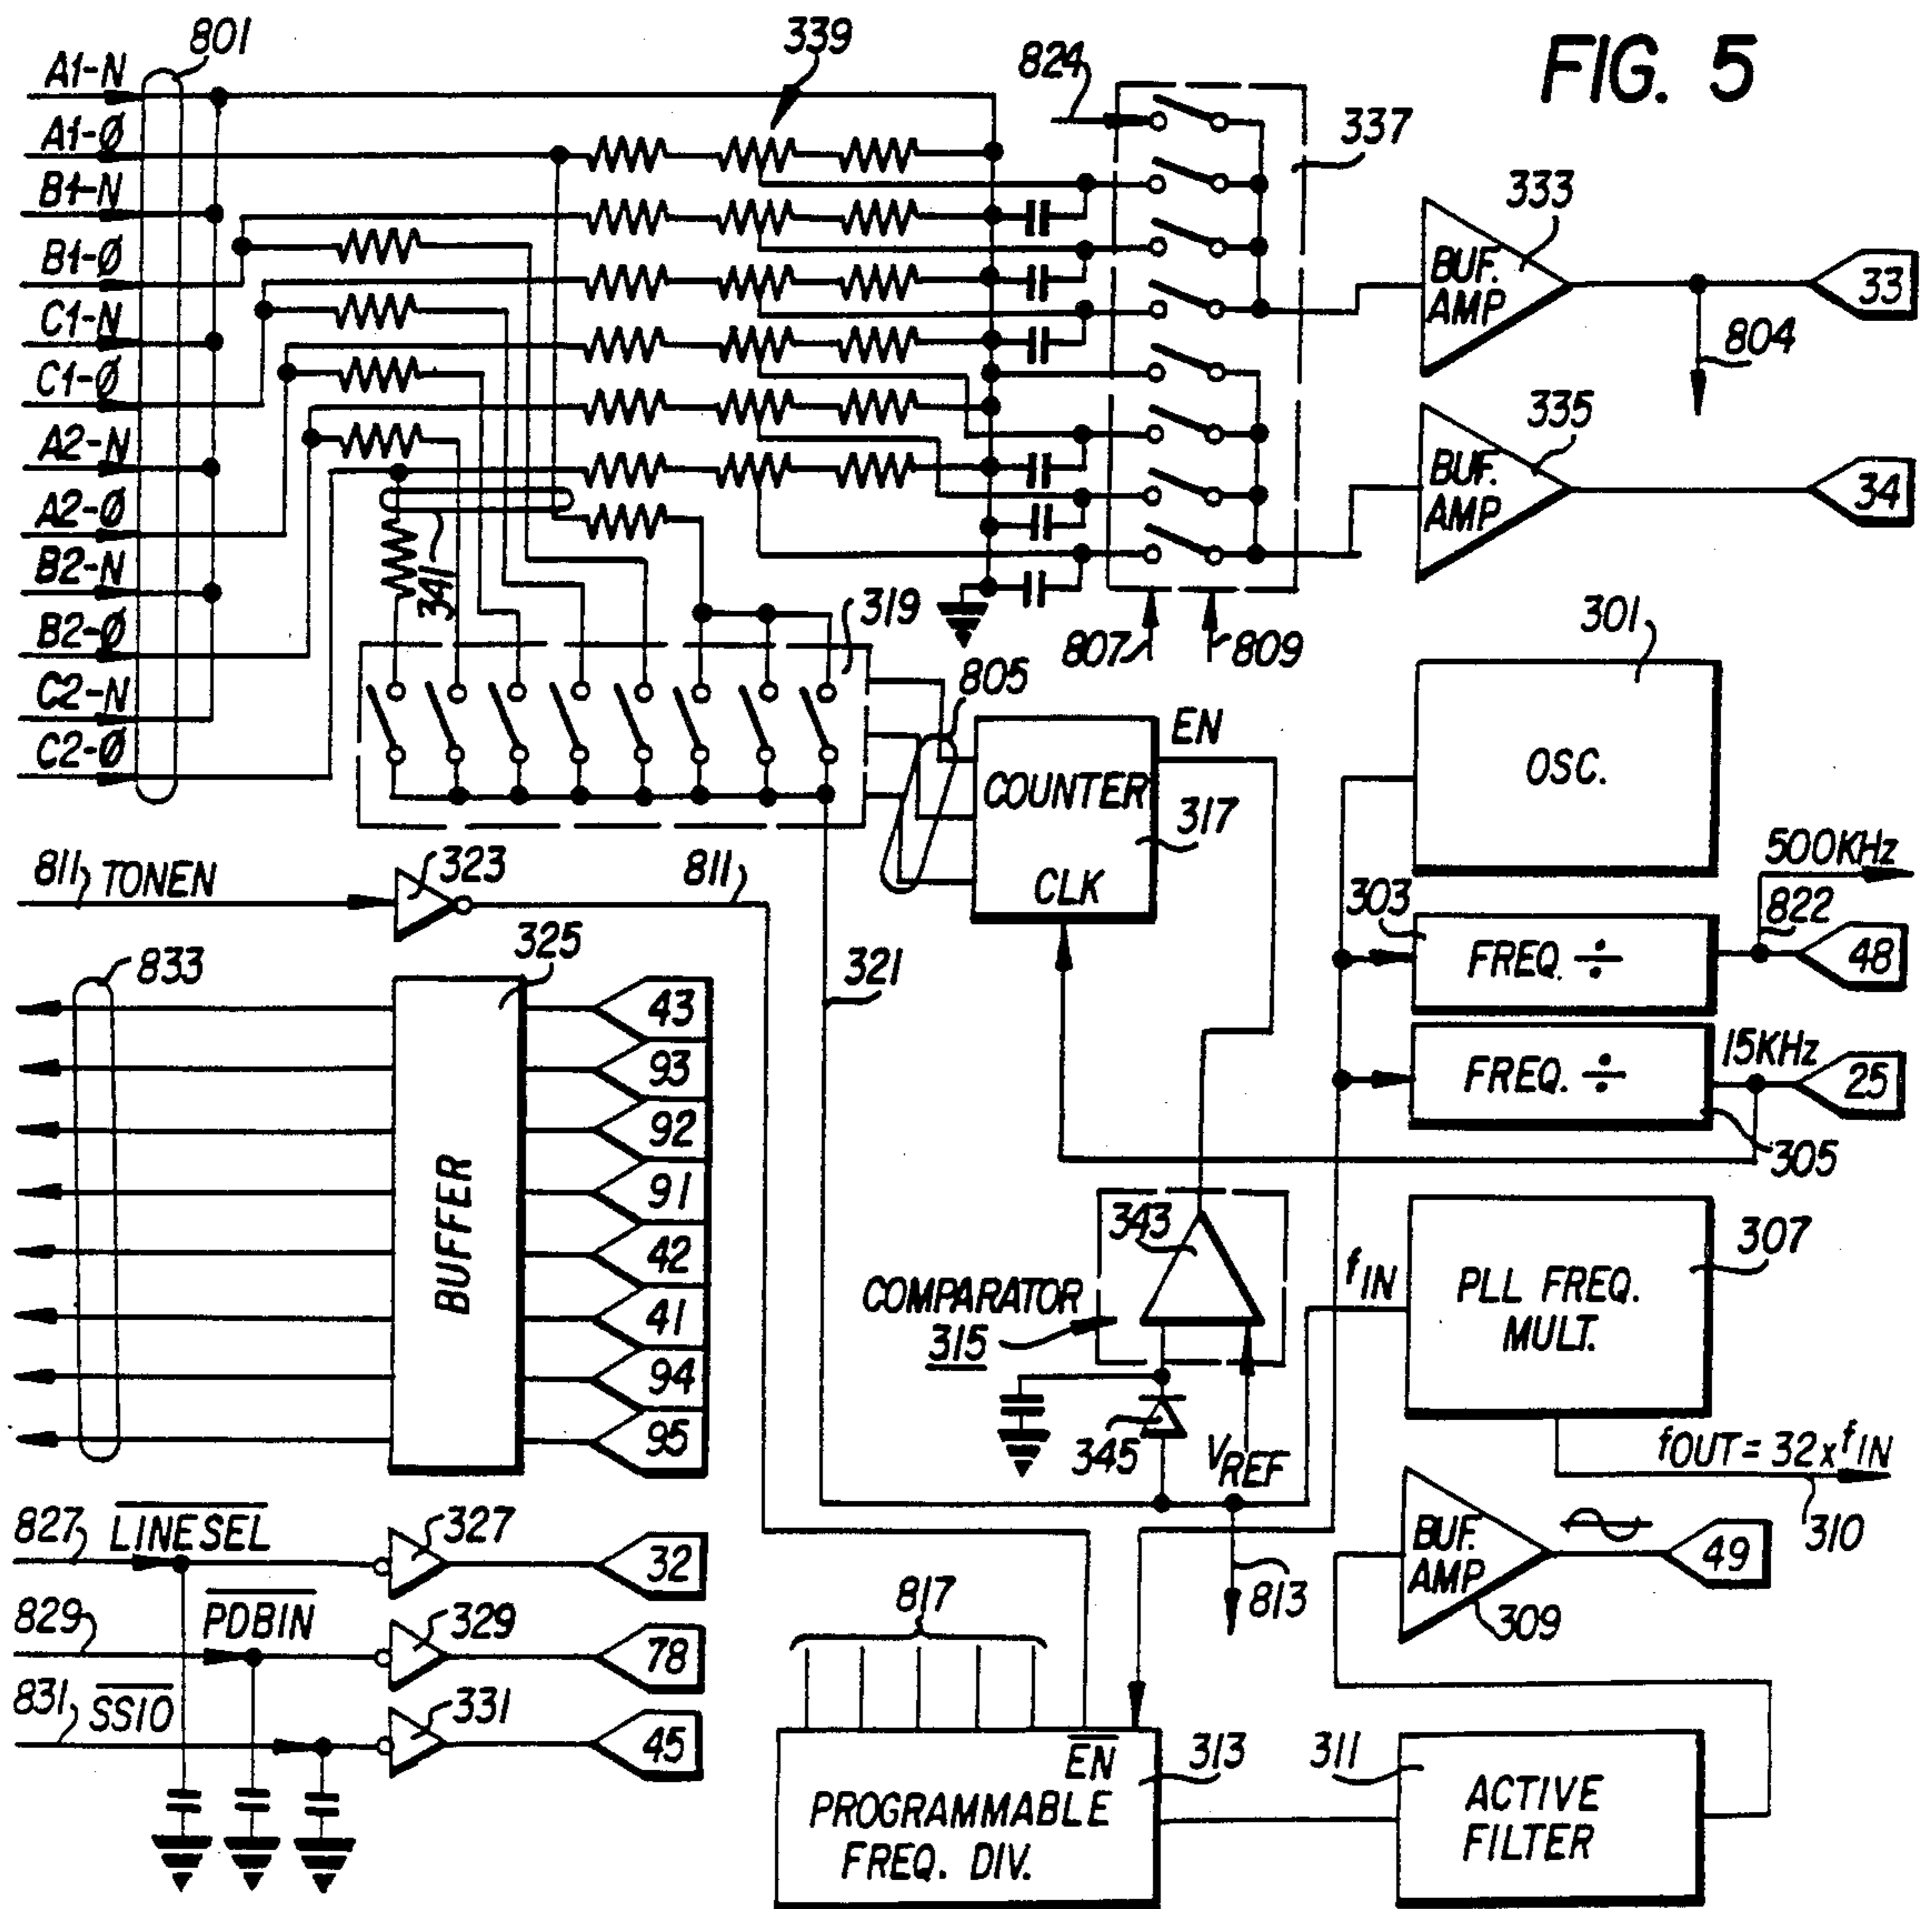 FIG. 5
801
339
824
337
A1-N
A1-Ø
B1-N
B1-Ø
C1-N
C1-Ø
A2-N
A2-Ø
B2-N
B2-Ø
C2-N
C2-Ø
333
BUF.
AMP
33
804
335
BUF.
AMP
34
341
319
807
809
805
301
OSC.
EN
COUNTER
317
CLK
811 TONEN
323
811
500KHz
822
303
FREQ. ÷
48
833
325
321
FREQ. ÷
15KHz
25
305
BUFFER
43
93
92
91
42
41
94
95
343
COMPARATOR
315
345
VREF
fIN
307
PLL FREQ.
MULT.
fOUT = 32 x fIN
310
827 LINESEL
327
32
829 PDBIN
329
78
831 SSIO
331
45
817
813
BUF.
AMP
309
49
EN
313
PROGRAMMABLE
FREQ. DIV.
311
ACTIVE
FILTER